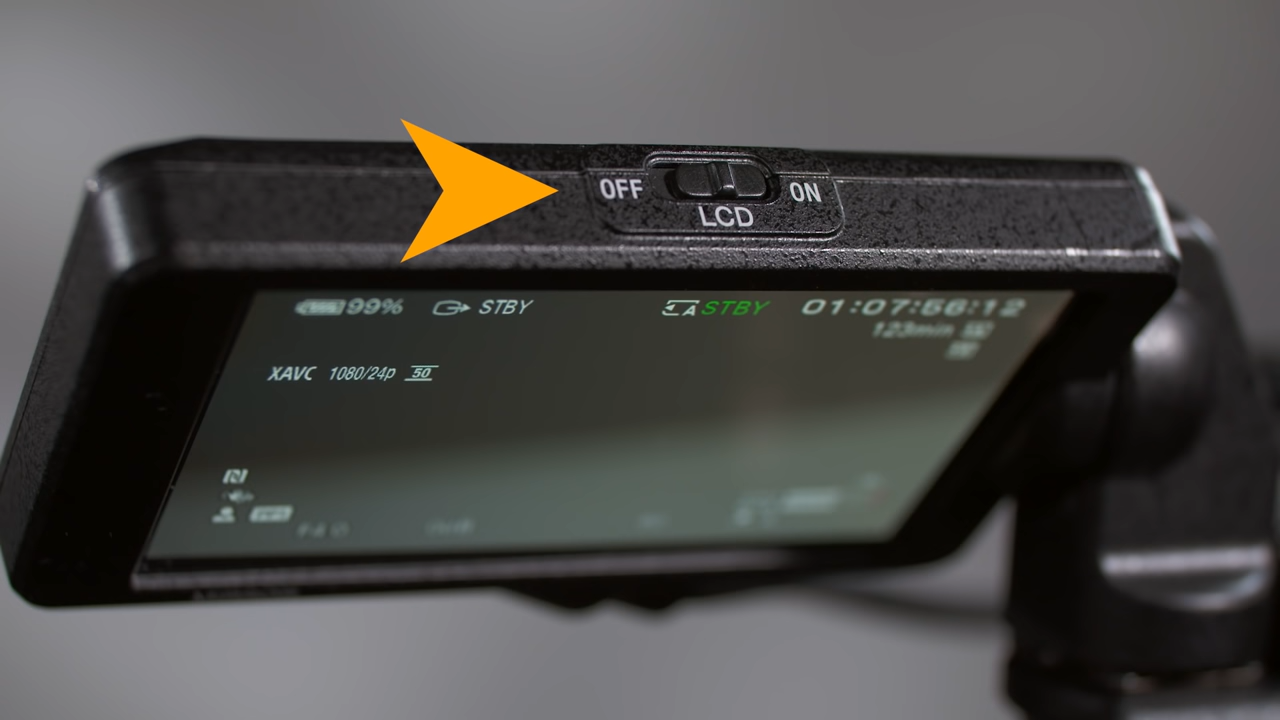 OFF ON
LCD
99% STBY A STBY 01:07:56:12
123min
XAVC 1080/24p 50